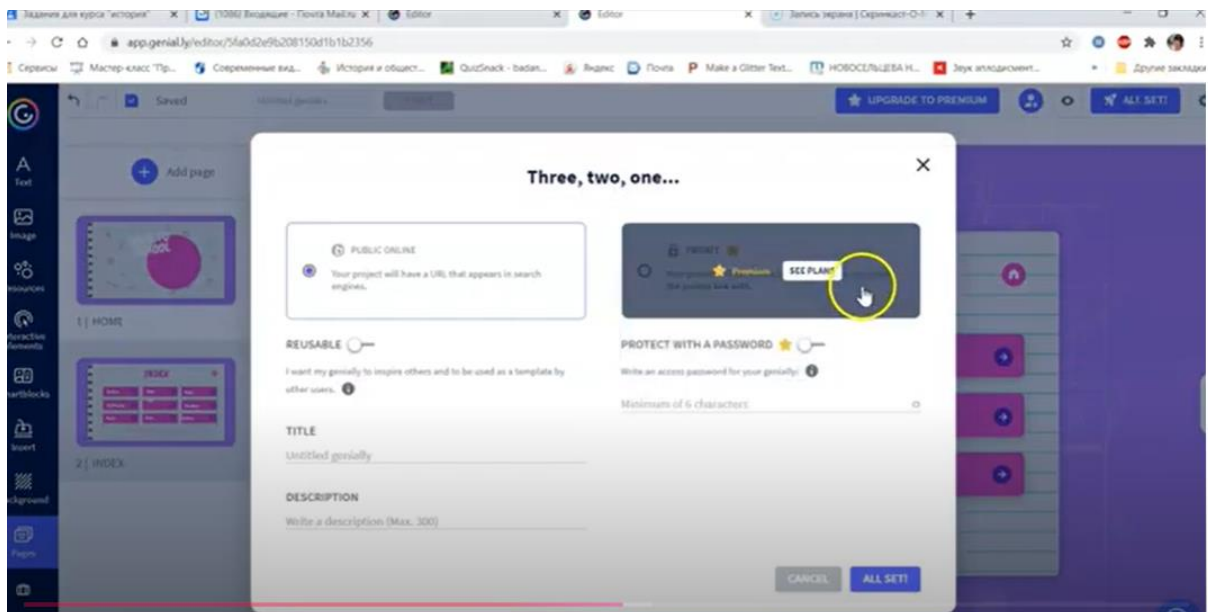 Задания для курса "история"
(1086) Входящие - Почта Mail.ru
Editor
Editor
Запись экрана | Скринкаст-О-
app.genial.ly/editor/5fa0d2e9b208150d1b1b2356
Сервисы
Мастер-класс "Пр...
Современные вид...
История и общест...
QuizSnack - badan...
Яндекс
Почта
Make a Glitter Text...
НОВОСЕЛЬЦЕВА Н...
Звук аплодисмент...
Другие закладки
Saved
Untitled genially
UPGRADE TO PREMIUM
ALL SET!
Text
Image
Insert
Pages
Add page
1 | HOME
INDEX
2 | INDEX
Three, two, one...
PUBLIC ONLINE
Your project will have a URL that appears in search
engines.
PRIVATE
Premium
SEE PLANS
REUSABLE
I want my genially to inspire others and to be used as a template by
other users.
PROTECT WITH A PASSWORD
Write an access password for your genially:
Minimum of 6 characters
TITLE
Untitled genially
DESCRIPTION
Write a description (Max. 300)
CANCEL
ALL SET!